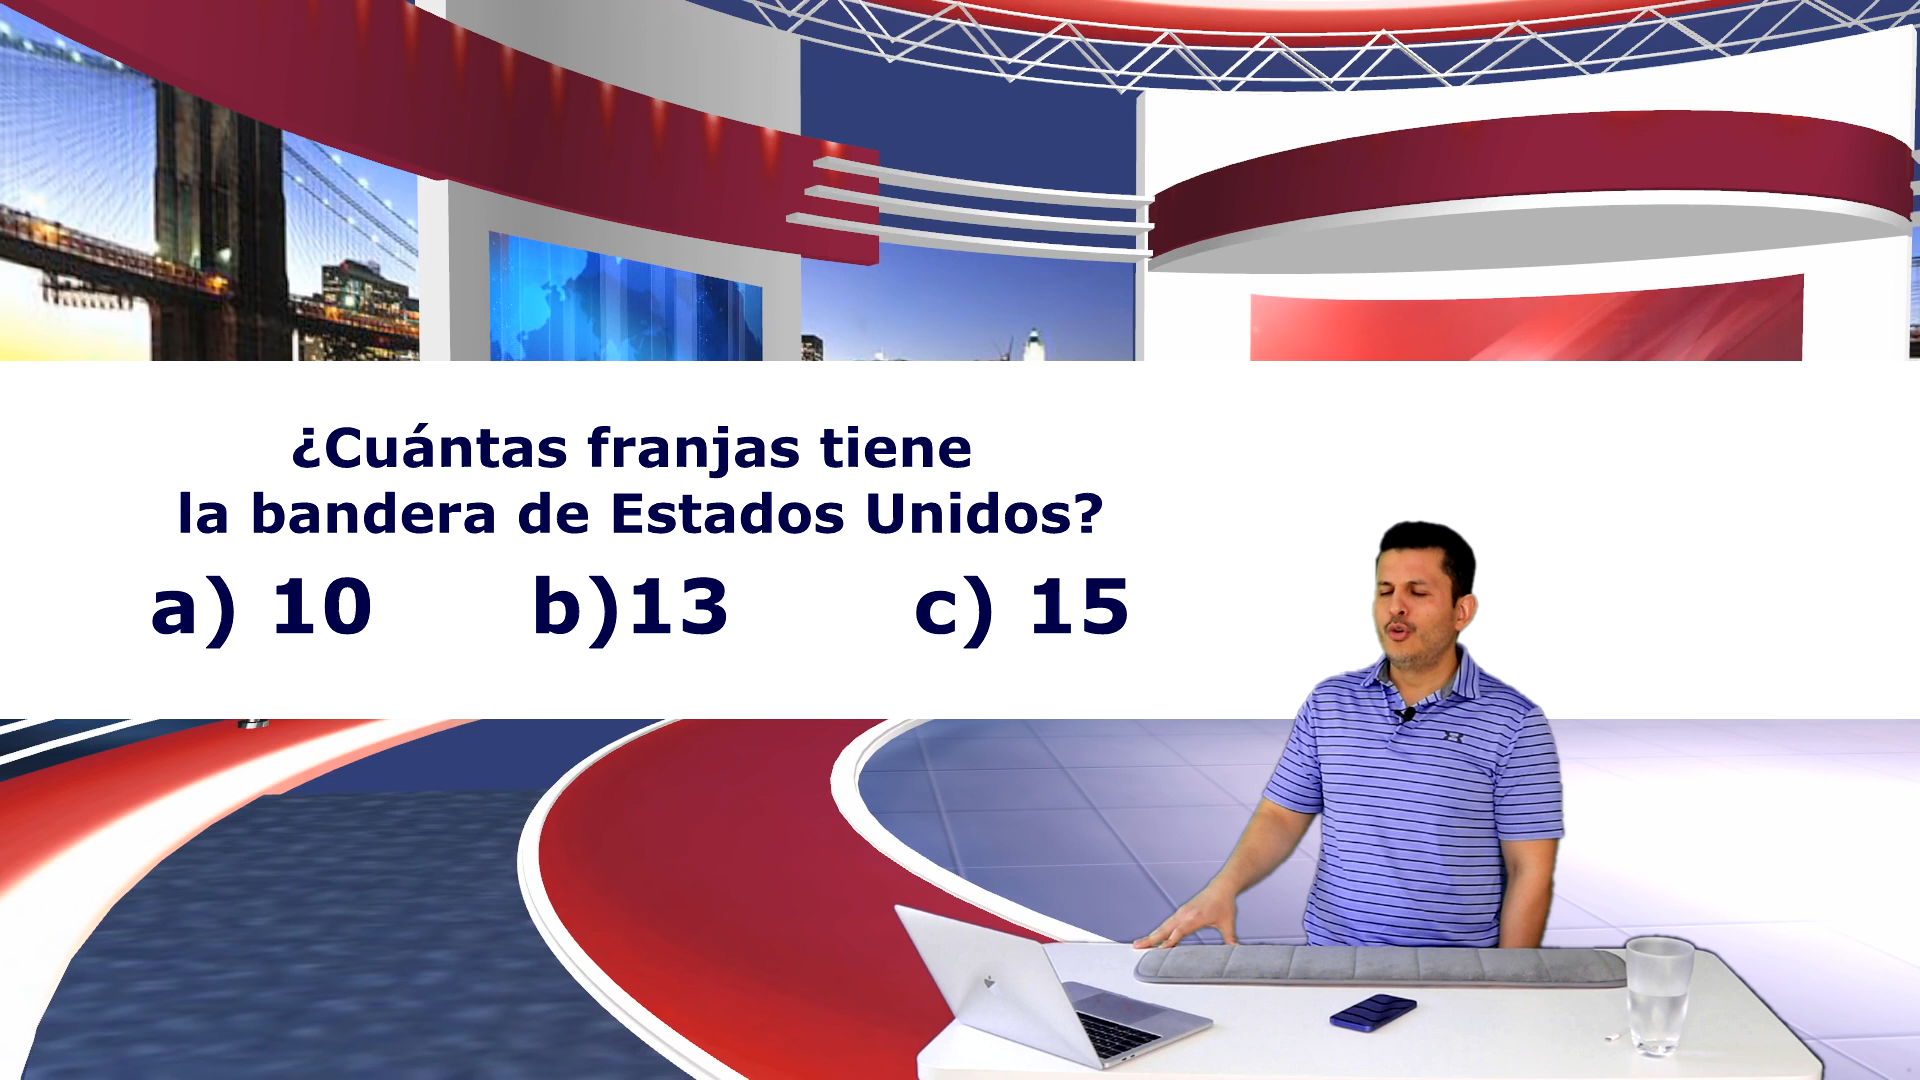 ¿Cuántas franjas tiene
la bandera de Estados Unidos?
a) 10 b)13 c) 15